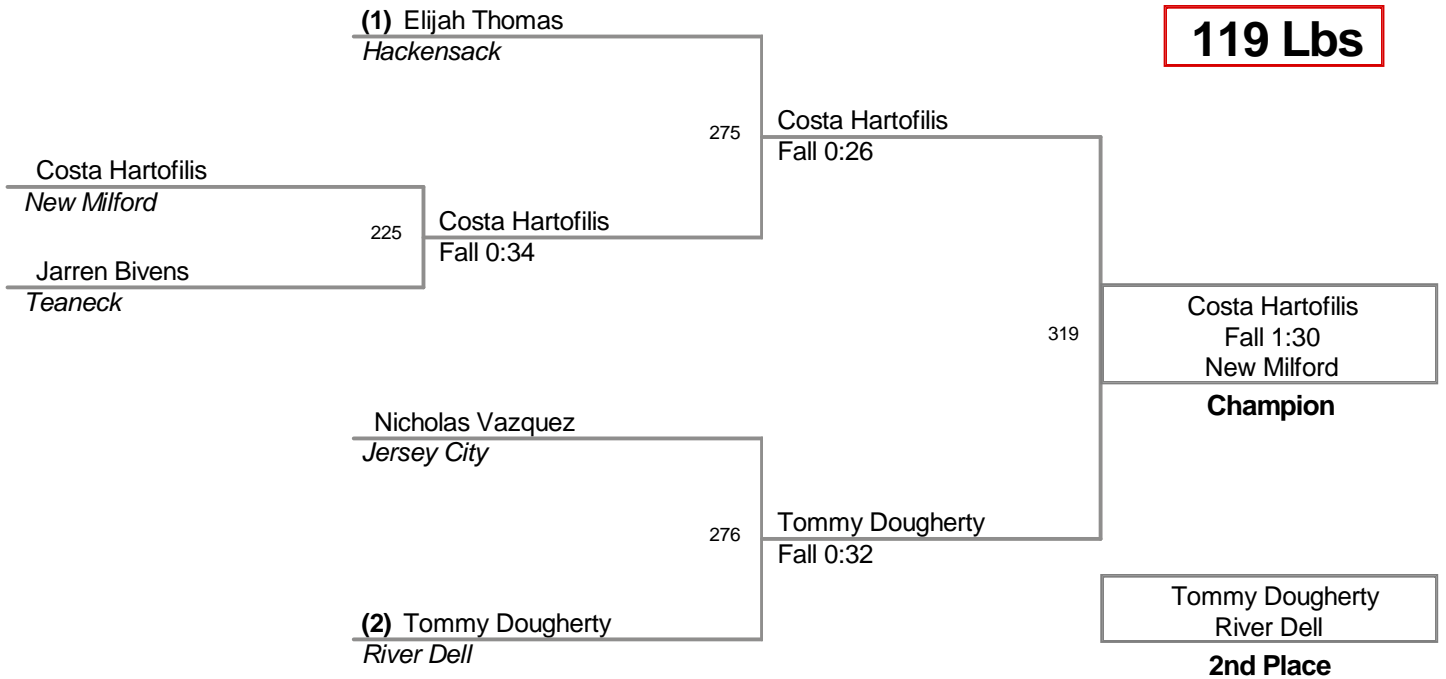 (1) Elijah Thomas
Hackensack
119 Lbs
275
Costa Hartofilis
Fall 0:26
Costa Hartofilis
New Milford
225
Costa Hartofilis
Fall 0:34
Jarren Bivens
Teaneck
319
Costa Hartofilis
Fall 1:30
New Milford
Champion
Nicholas Vazquez
Jersey City
276
Tommy Dougherty
Fall 0:32
(2) Tommy Dougherty
River Dell
Tommy Dougherty
River Dell
2nd Place